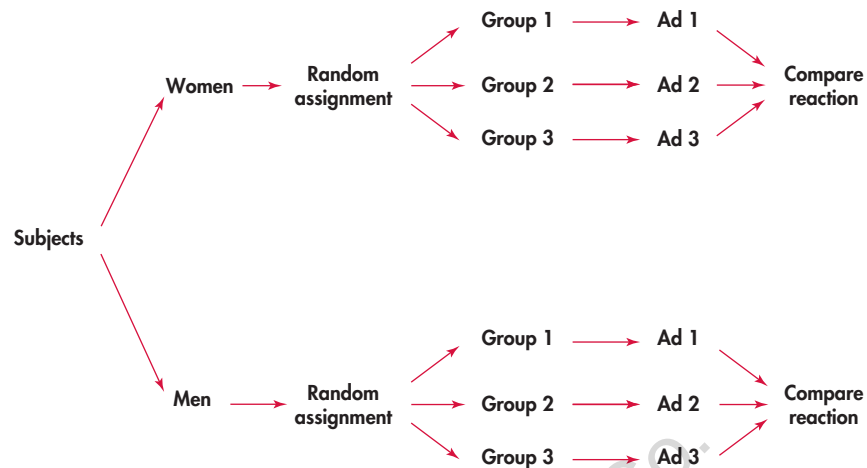 Subjects
Women
Random
assignment
Group 1
Ad 1
Group 2
Ad 2
Group 3
Ad 3
Compare
reaction
Men
Random
assignment
Group 1
Ad 1
Group 2
Ad 2
Group 3
Ad 3
Compare
reaction